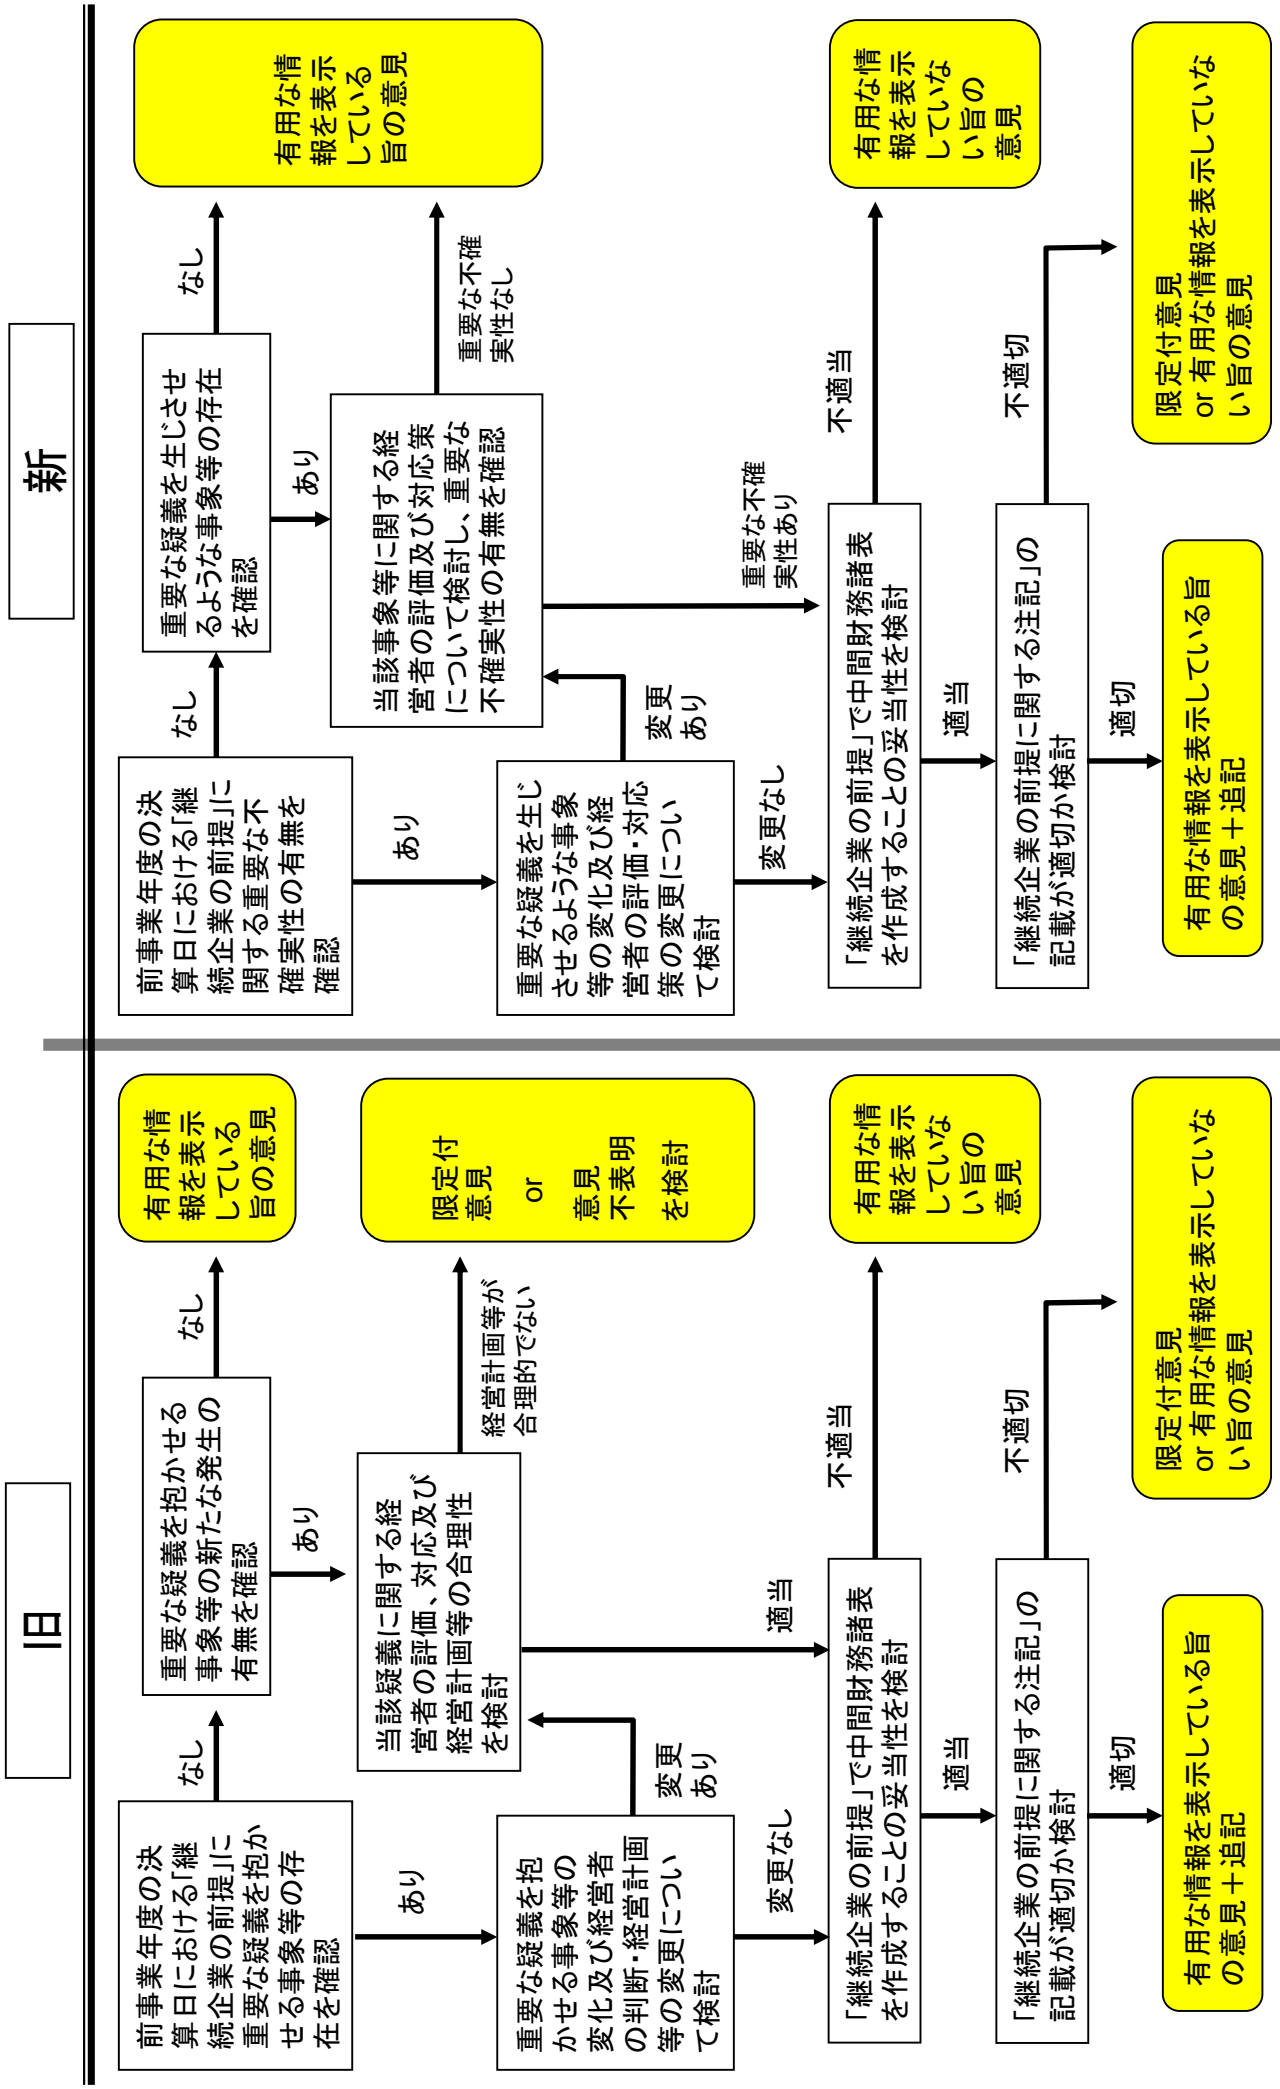 旧
前事業年度の決
算日における「継
続企業の前提」に
重要な疑義を抱か
せる事象等の存
在を確認
なし
あり
重要な疑義を抱かせる
事象等の新たな発生の
有無を確認
なし
あり
有用な情
報を表示
している
旨の意見
当該疑義に関する経
営者の評価、対応及び
経営計画等の合理性
を検討
経営計画等が
合理的でない
限定付
意見
or
意見
不表明
を検討
重要な疑義を抱
かせる事象等の
変化及び経営者
の判断・経営計画
等の変更につい
て検討
変更
あり
変更なし
適当
「継続企業の前提」で中間財務諸表
を作成することの妥当性を検討
不適当
有用な情
報を表示
していな
い旨の
意見
適当
「継続企業の前提に関する注記」の
記載が適切か検討
不適切
限定付意見
or 有用な情報を表示していな
い旨の意見
適切
有用な情報を表示している旨
の意見＋追記
新
前事業年度の決
算日における「継
続企業の前提」に
関する重要な不
確実性の有無を
確認
なし
あり
重要な疑義を生じさせ
るような事象等の存在
を確認
なし
あり
有用な情
報を表示
している
旨の意見
当該事象等に関する経
営者の評価及び対応策
について検討し、重要な
不確実性の有無を確認
重要な不確
実性なし
重要な疑義を生じ
させるような事象
等の変化及び経
営者の評価・対応
策の変更につい
て検討
変更
あり
変更なし
重要な不確
実性あり
「継続企業の前提」で中間財務諸表
を作成することの妥当性を検討
不適当
有用な情
報を表示
していな
い旨の
意見
適当
「継続企業の前提に関する注記」の
記載が適切か検討
不適切
限定付意見
or 有用な情報を表示していな
い旨の意見
適切
有用な情報を表示している旨
の意見＋追記